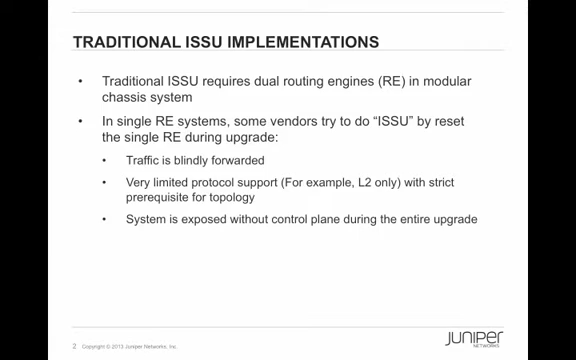 TRADITIONAL ISSU IMPLEMENTATIONS
• Traditional ISSU requires dual routing engines (RE) in modular
chassis system
• In single RE systems, some vendors try to do “ISSU” by reset
the single RE during upgrade:
• Traffic is blindly forwarded
• Very limited protocol support (For example, L2 only) with strict
prerequisite for topology
• System is exposed without control plane during the entire upgrade
2 Copyright © 2013 Juniper Networks, Inc.
JUNIPER
NETWORKS